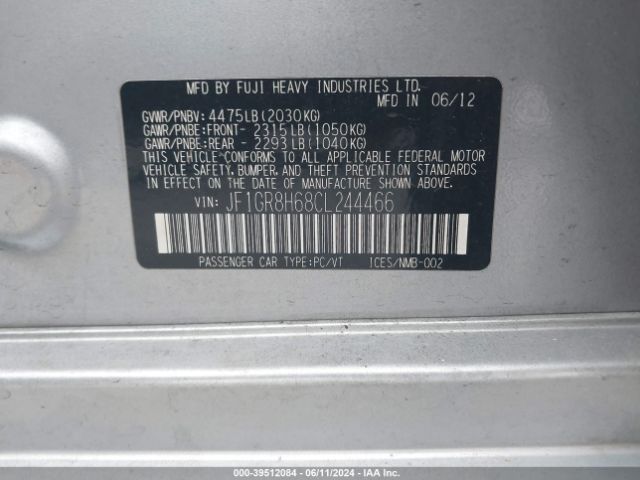 MFD BY FUJI HEAVY INDUSTRIES LTD.
MFD IN 06/12
GVWR/PNBV: 4475LB(2030KG)
GAWR/PNBE:FRONT- 2315LB(1050KG)
GAWR/PNBE:REAR - 2293LB(1040KG)
THIS VEHICLE CONFORMS TO ALL APPLICABLE FEDERAL MOTOR
VEHICLE SAFETY, BUMPER, AND THEFT PREVENTION STANDARDS
IN EFFECT ON THE DATE OF MANUFACTURE SHOWN ABOVE.
VIN: JF1GR8H68CL244466
PASSENGER CAR TYPE:PC/VT ICES/NMB-002
000-39512084 - 06/11/2024 - IAA Inc.